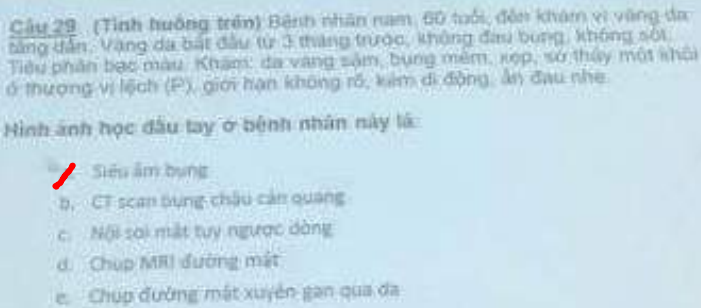 Câu 29. (Tình huống trên) Bệnh nhân nam, 60 tuổi, đến khám vì vàng da
tăng dần. Vàng da bắt đầu từ 3 tháng trước, không đau bụng, không sốt.
Tiêu phân bạc màu. Khám: da vàng sậm, bụng mềm, xẹp, sờ thấy một khối
ở thượng vị lệch (P), giới hạn không rõ, kém di động, ấn đau nhẹ.
Hình ảnh học đầu tay ở bệnh nhân này là:
Siêu âm bụng
b. CT scan bụng chậu cản quang
c. Nội soi mật tụy ngược dòng
d. Chụp MRI đường mật
e. Chụp đường mật xuyên gan qua da